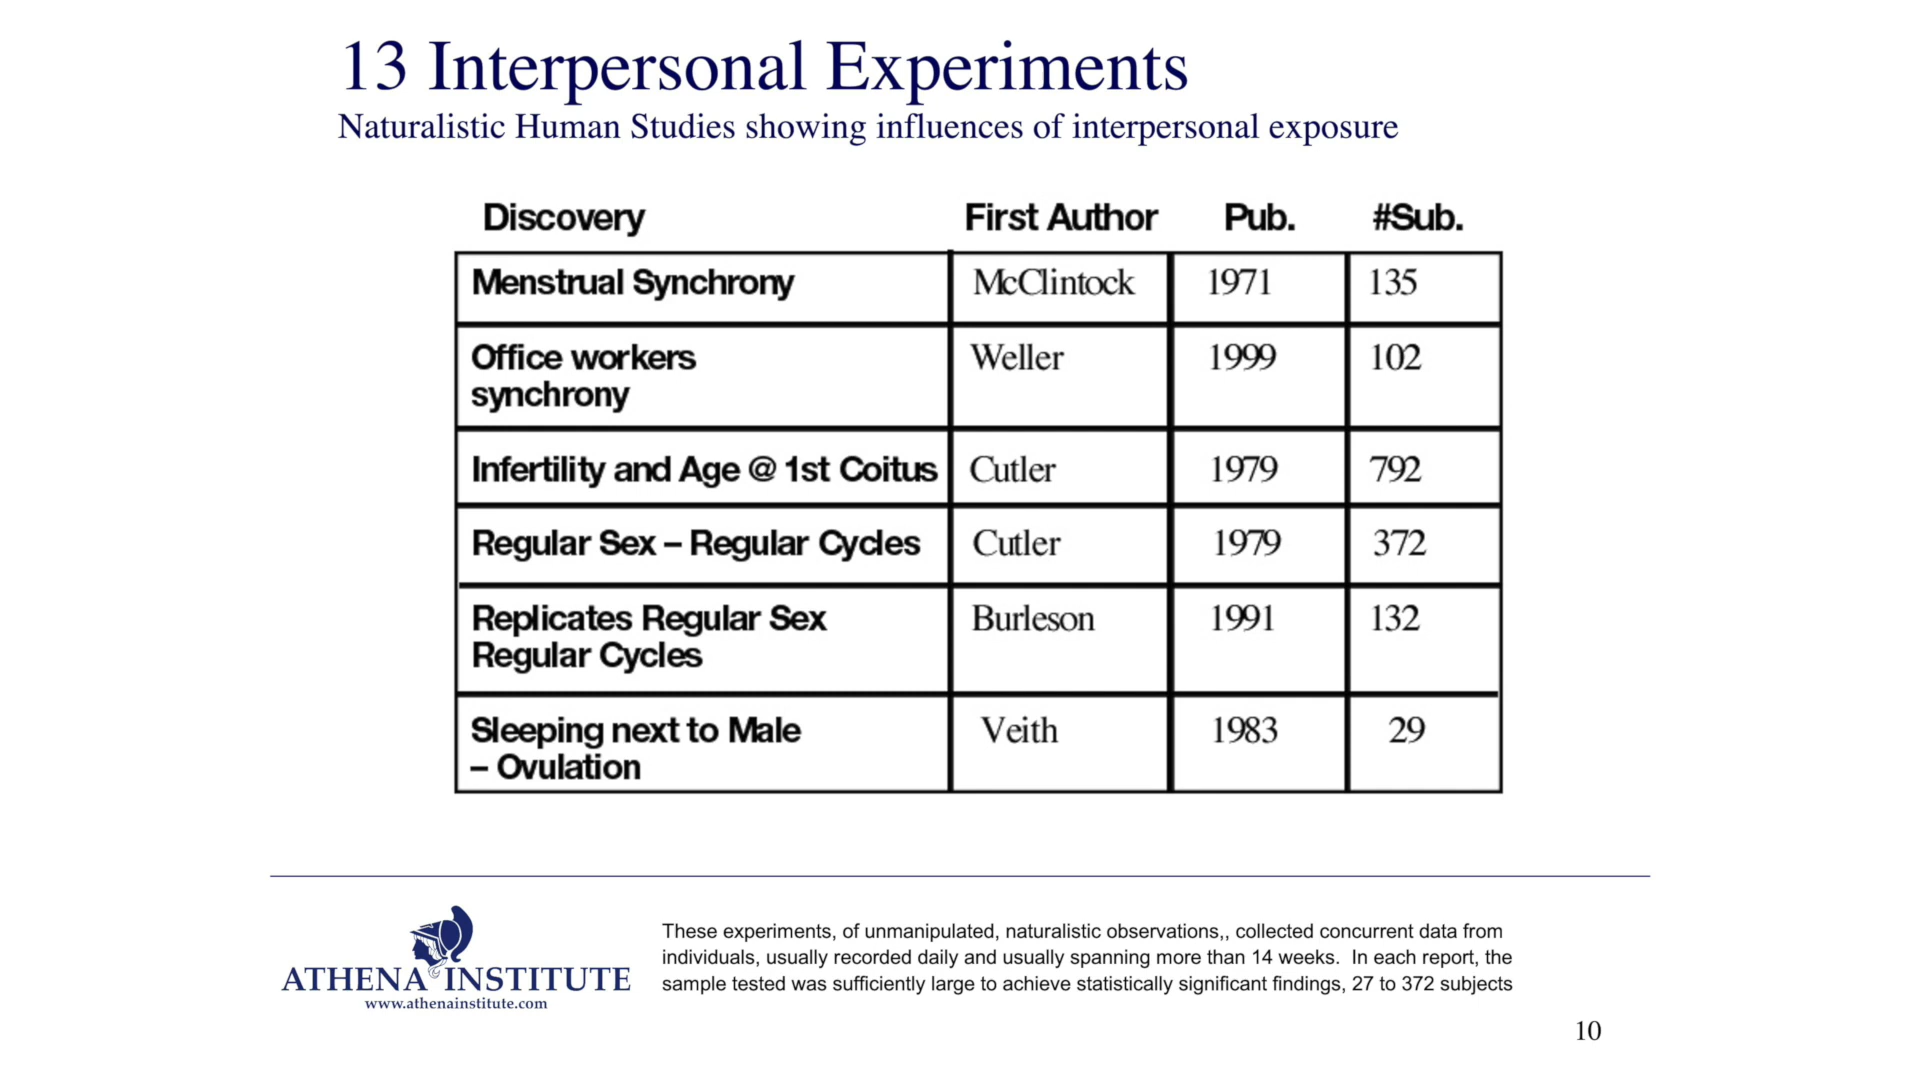 13 Interpersonal Experiments
Naturalistic Human Studies showing influences of interpersonal exposure
Discovery First Author Pub. #Sub.
Menstrual Synchrony McClintock 1971 135
Office workers Weller 1999 102
synchrony
Infertility and Age @ 1st Coitus Cutler 1979 792
Regular Sex – Regular Cycles Cutler 1979 372
Replicates Regular Sex Burleson 1991 132
Regular Cycles
Sleeping next to Male Veith 1983 29
– Ovulation
ATHENA INSTITUTE
www.athenainstitute.com
These experiments, of unmanipulated, naturalistic observations,, collected concurrent data from
individuals, usually recorded daily and usually spanning more than 14 weeks. In each report, the
sample tested was sufficiently large to achieve statistically significant findings, 27 to 372 subjects
10